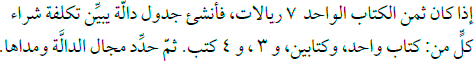 إذا كان ثمن الكتاب الواحد ٧ ريالات، فأنشئ جدول دالّة يبيِّن تكلفة شراء
كلٍّ من: كتاب واحد، وكتابين، و ٣ ، و ٤ كتب. ثمّ حدِّد مجال الدالَّة ومداها.